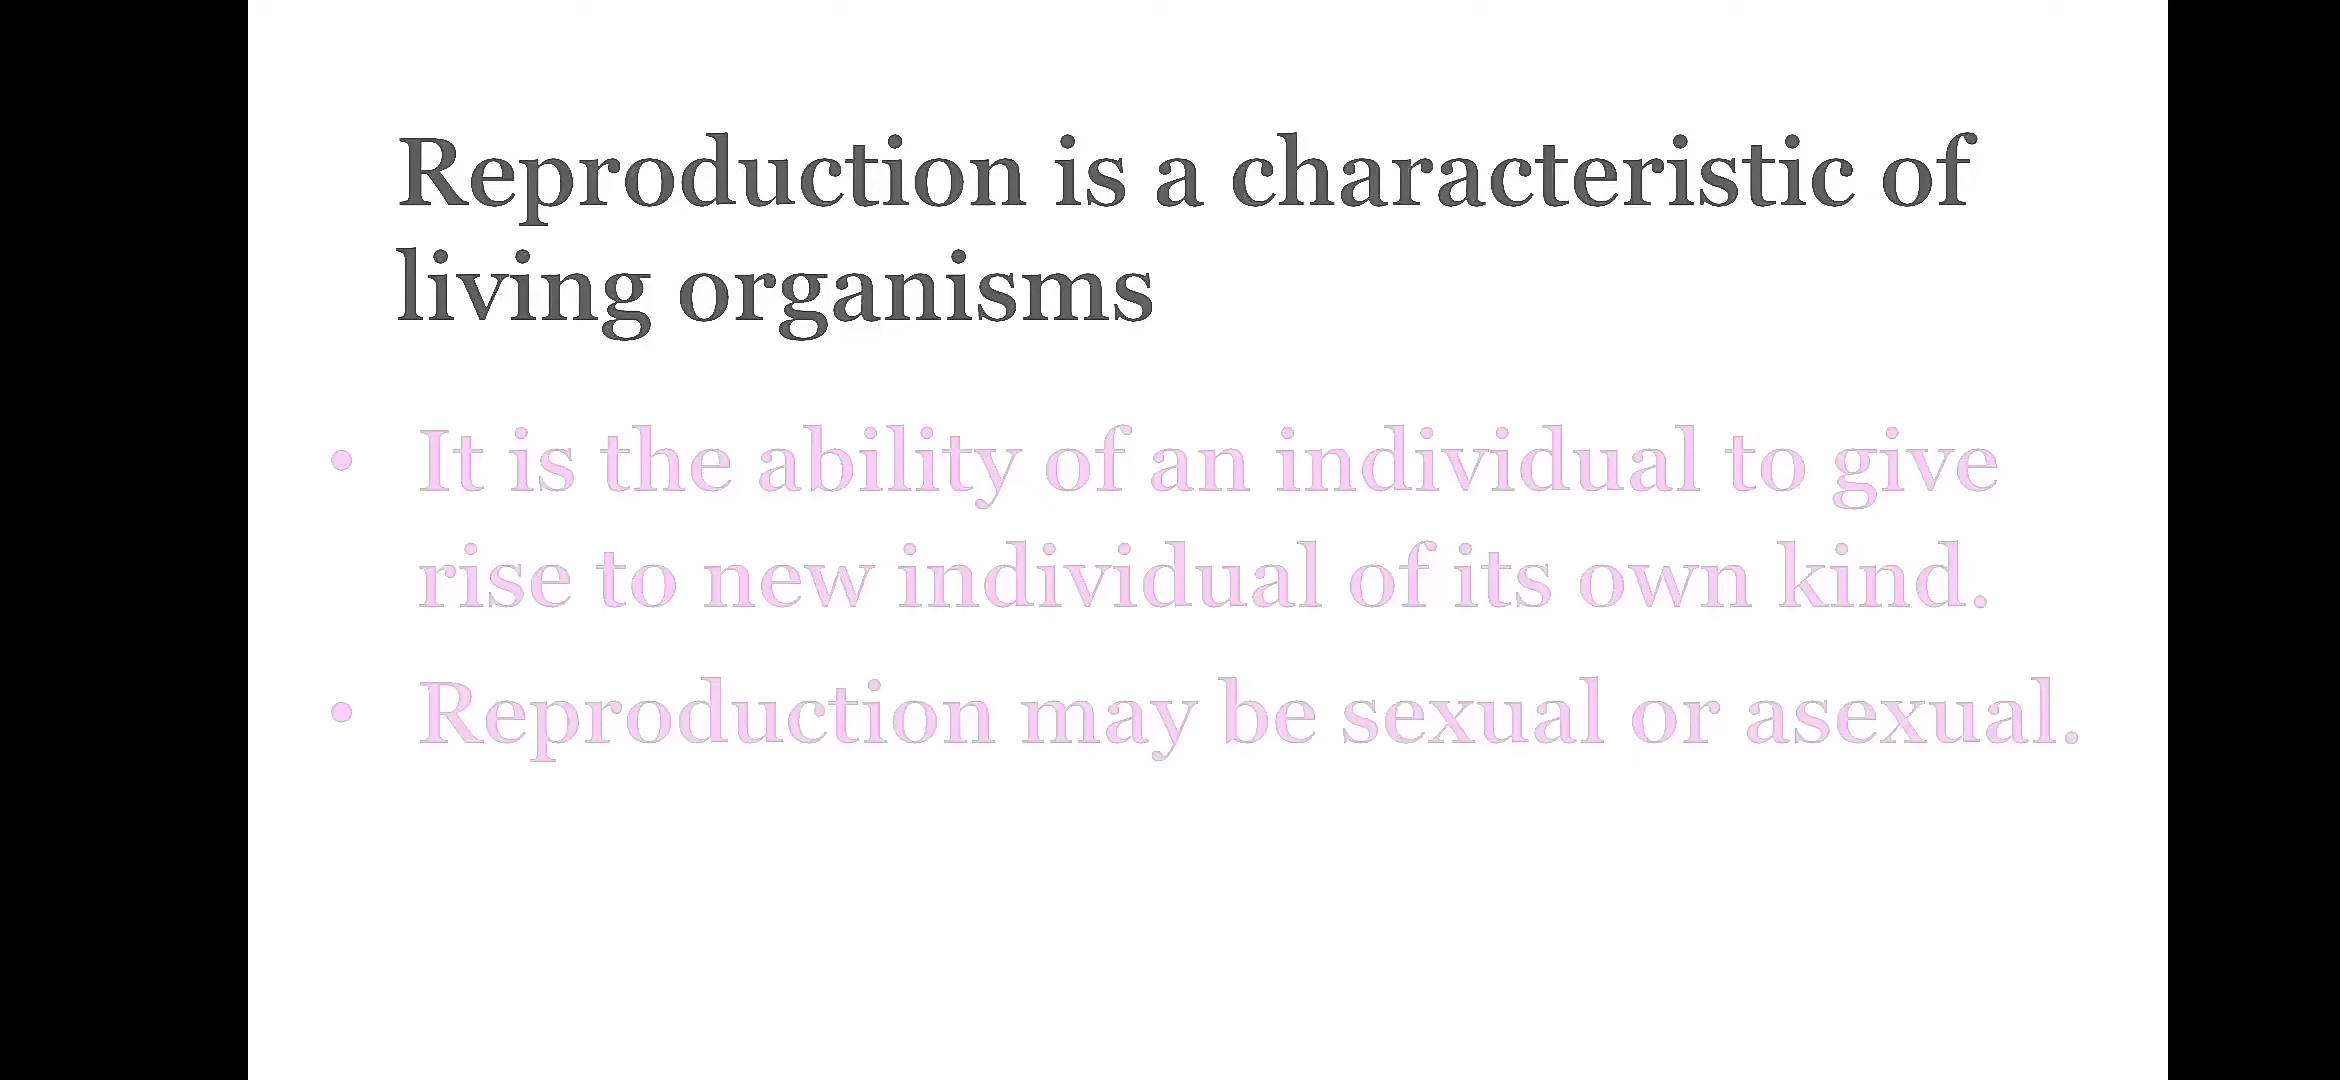 Reproduction is a characteristic of
living organisms
• It is the ability of an individual to give
rise to new individual of its own kind.
• Reproduction may be sexual or asexual.